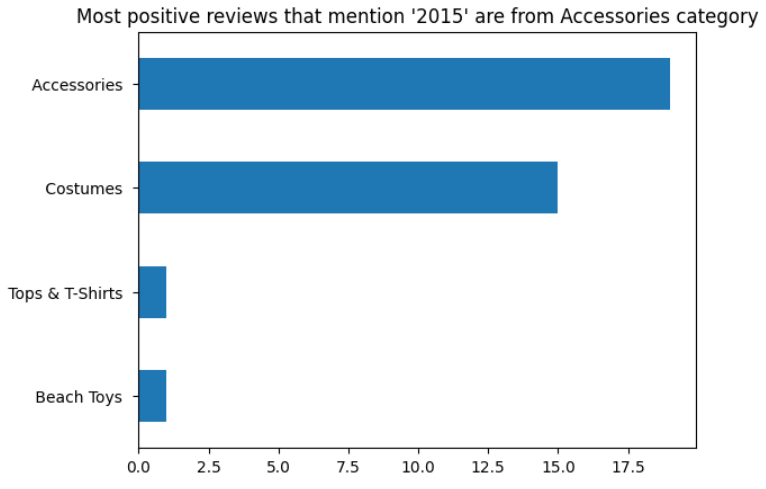 Most positive reviews that mention '2015' are from Accessories category
Accessories
Costumes
Tops & T-Shirts
Beach Toys
0.0 2.5 5.0 7.5 10.0 12.5 15.0 17.5